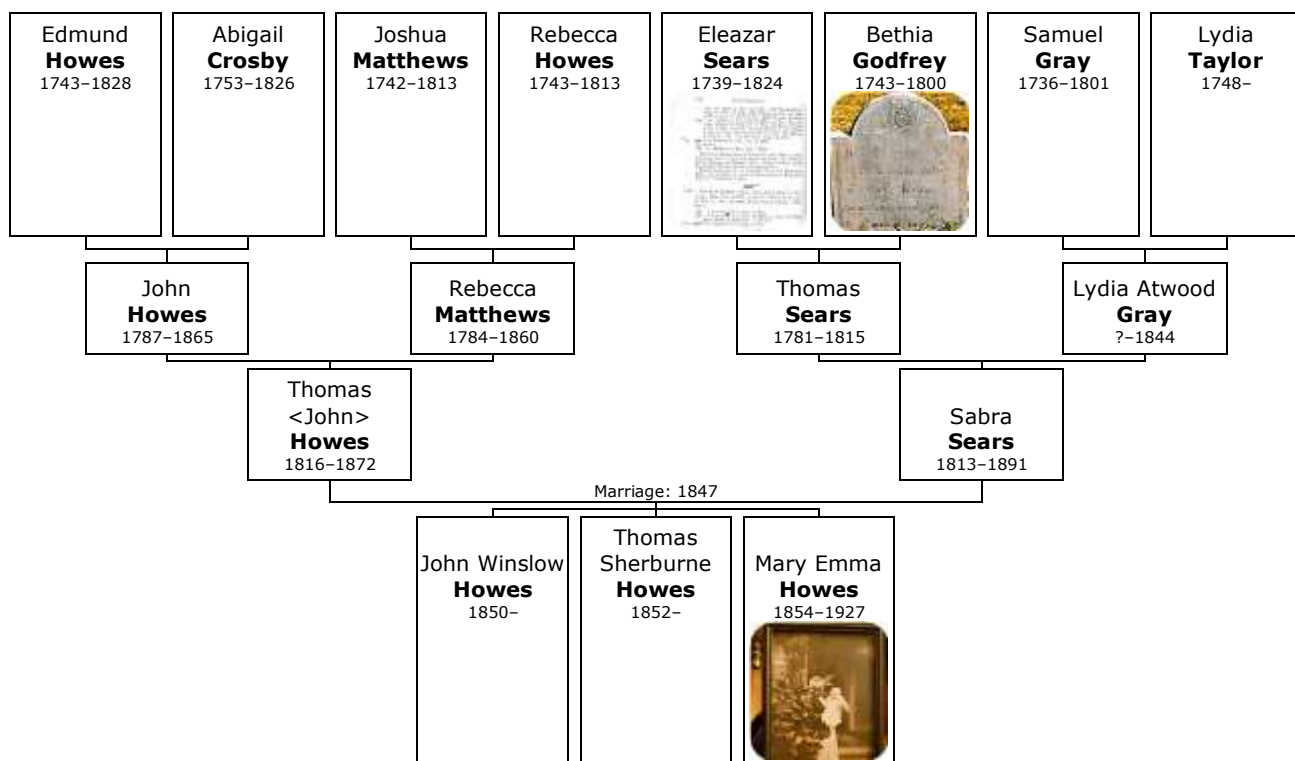 Edmund
Howes
1743–1828
Abigail
Crosby
1753–1826
Joshua
Matthews
1742–1813
Rebecca
Howes
1743–1813
Eleazar
Sears
1739–1824
Bethia
Godfrey
1743–1800
Samuel
Gray
1736–1801
Lydia
Taylor
1748–
John
Howes
1787–1865
Rebecca
Matthews
1784–1860
Thomas
Sears
1781–1815
Lydia Atwood
Gray
?–1844
Thomas
<John>
Howes
1816–1872
Sabra
Sears
1813–1891
Marriage: 1847
John Winslow
Howes
1850–
Thomas
Sherburne
Howes
1852–
Mary Emma
Howes
1854–1927